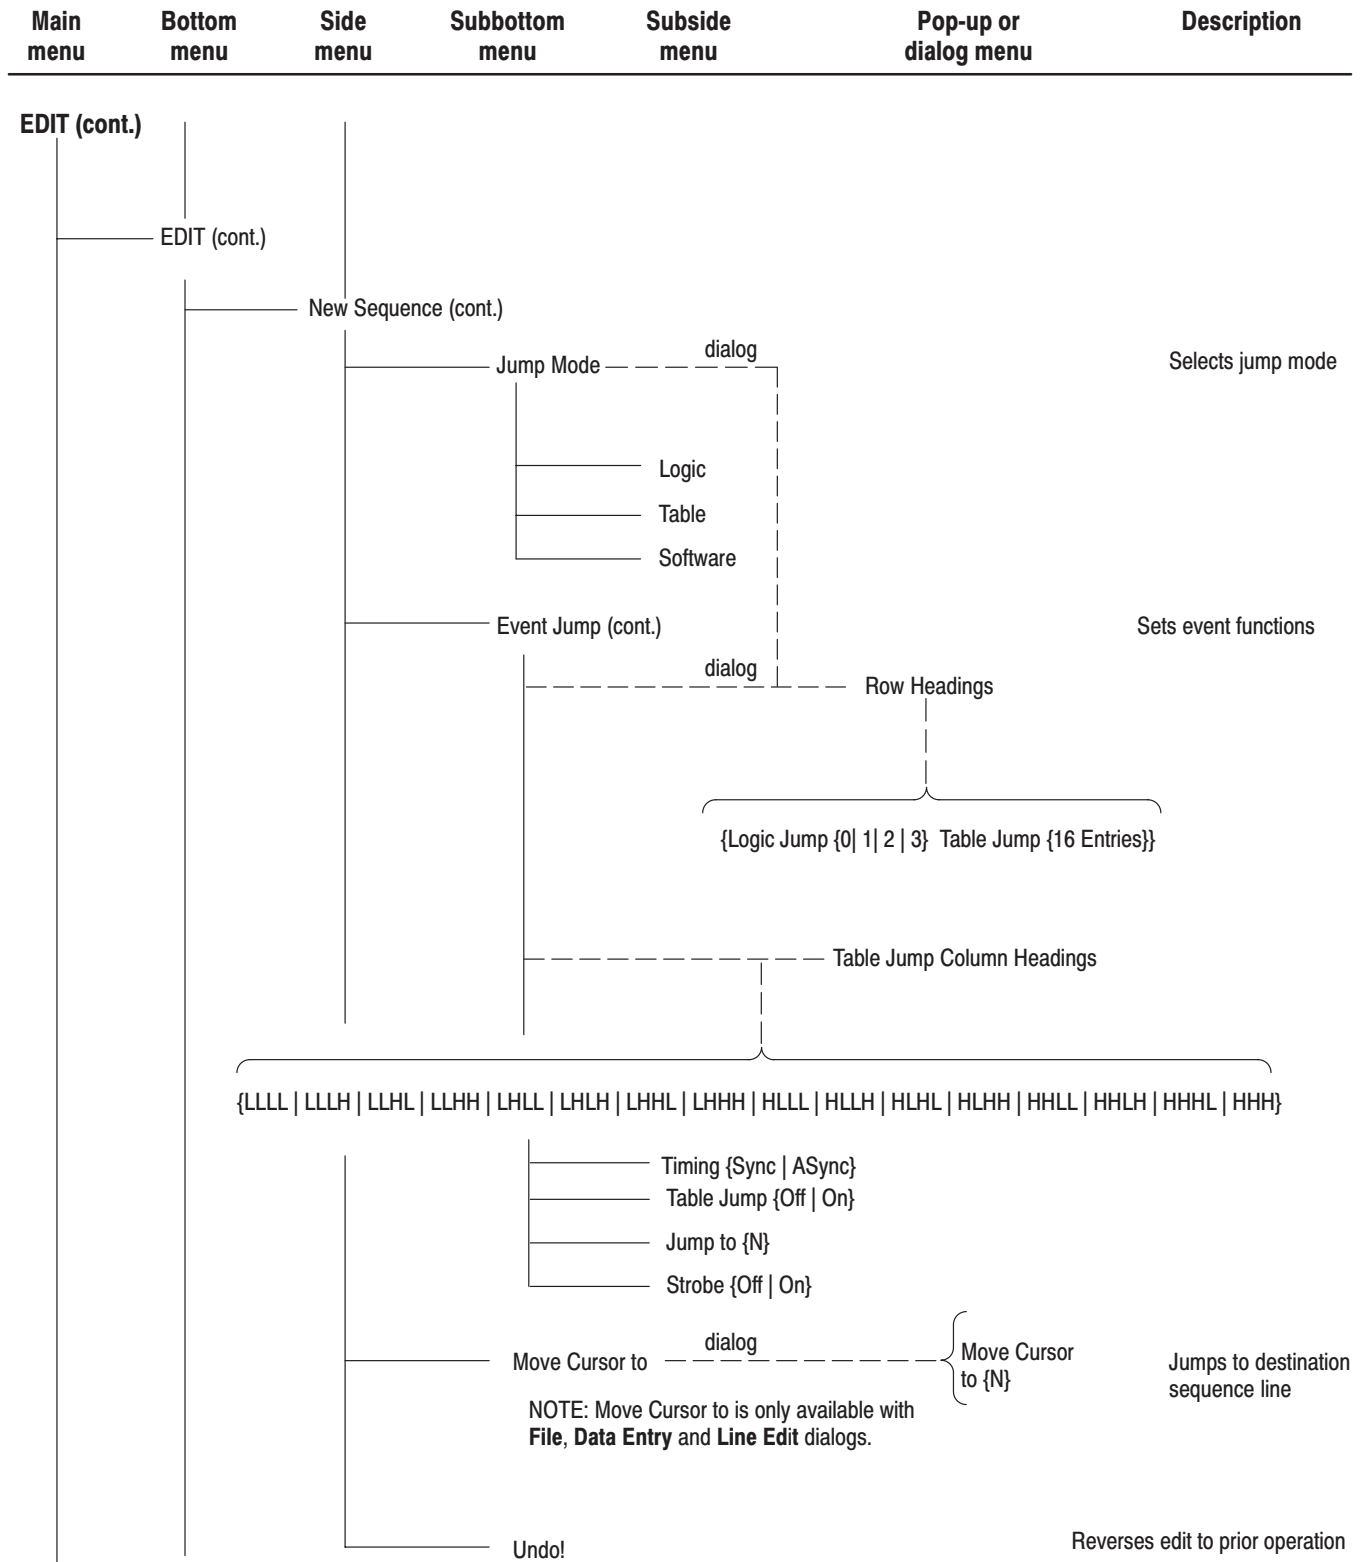 Main menu Bottom menu Side menu Subbottom menu Subside menu Pop-up or dialog menu Description
EDIT (cont.)
EDIT (cont.)
New Sequence (cont.)
Jump Mode dialog Selects jump mode
Logic
Table
Software
Event Jump (cont.) Sets event functions
dialog Row Headings
{Logic Jump {0| 1| 2 | 3} Table Jump {16 Entries}}
Table Jump Column Headings
{LLLL | LLLH | LLHL | LLHH | LHLL | LHLH | LHHL | LHHH | HLLL | HLLH | HLHL | HLHH | HHLL | HHLH | HHHL | HHH}
Timing {Sync | ASync}
Table Jump {Off | On}
Jump to {N}
Strobe {Off | On}
Move Cursor to dialog Move Cursor to {N} Jumps to destination sequence line
NOTE: Move Cursor to is only available with
File, Data Entry and Line Edit dialogs.
Undo! Reverses edit to prior operation